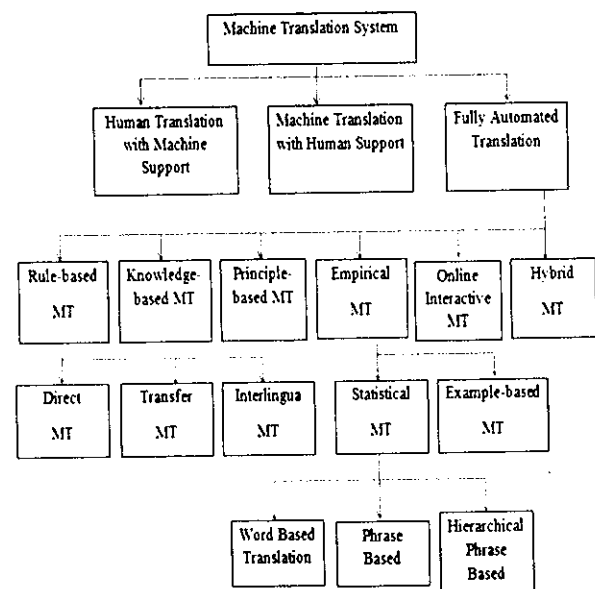 Machine Translation System
Human Translation
with Machine
Support
Machine Translation
with Human Support
Fully Automated
Translation
Rule-based
MT
Knowledge-
based MT
Principle-
based MT
Empirical
MT
Online
Interactive
MT
Hybrid
MT
Direct
MT
Transfer
MT
Interlingua
MT
Statistical
MT
Example-based
MT
Word Based
Translation
Phrase
Based
Hierarchical
Phrase
Based